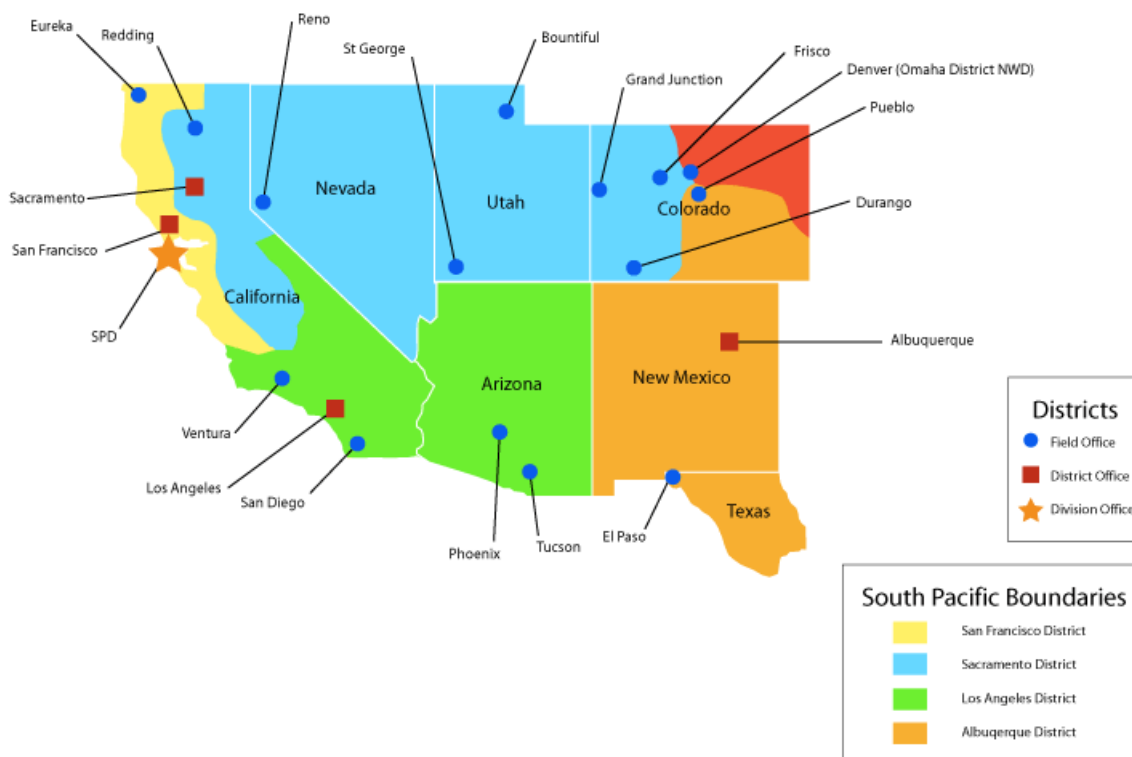 Eureka
Redding
Reno
St George
Bountiful
Frisco
Grand Junction
Denver (Omaha District NWD)
Pueblo
Sacramento
Nevada
Utah
Colorado
Durango
San Francisco
California
SPD
Albuquerque
Arizona
New Mexico
Ventura
Los Angeles
San Diego
Phoenix
Tucson
El Paso
Texas
Districts
Field Office
District Office
Division Office
South Pacific Boundaries
San Francisco District
Sacramento District
Los Angeles District
Albuqerque District